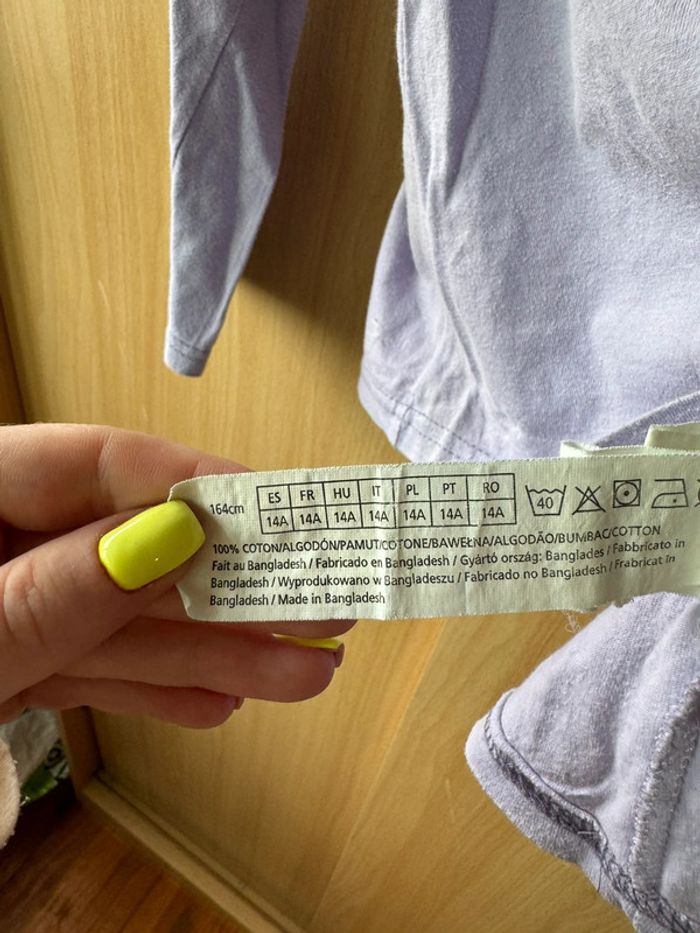 164cm
ES FR HU IT PL PT RO
14A 14A 14A 14A 14A 14A 14A
40
100% COTON/ALGODÓN/PAMUT/COTONE/BAWEŁNA/ALGODÃO/BUMBAC/COTTON
Fait au Bangladesh / Fabricado en Bangladesh / Gyártó ország: Banglades / Fabbricato in
Bangladesh / Wyprodukowano w Bangladeszu / Fabricado no Bangladesh / Frabricat in
Bangladesh / Made in Bangladesh